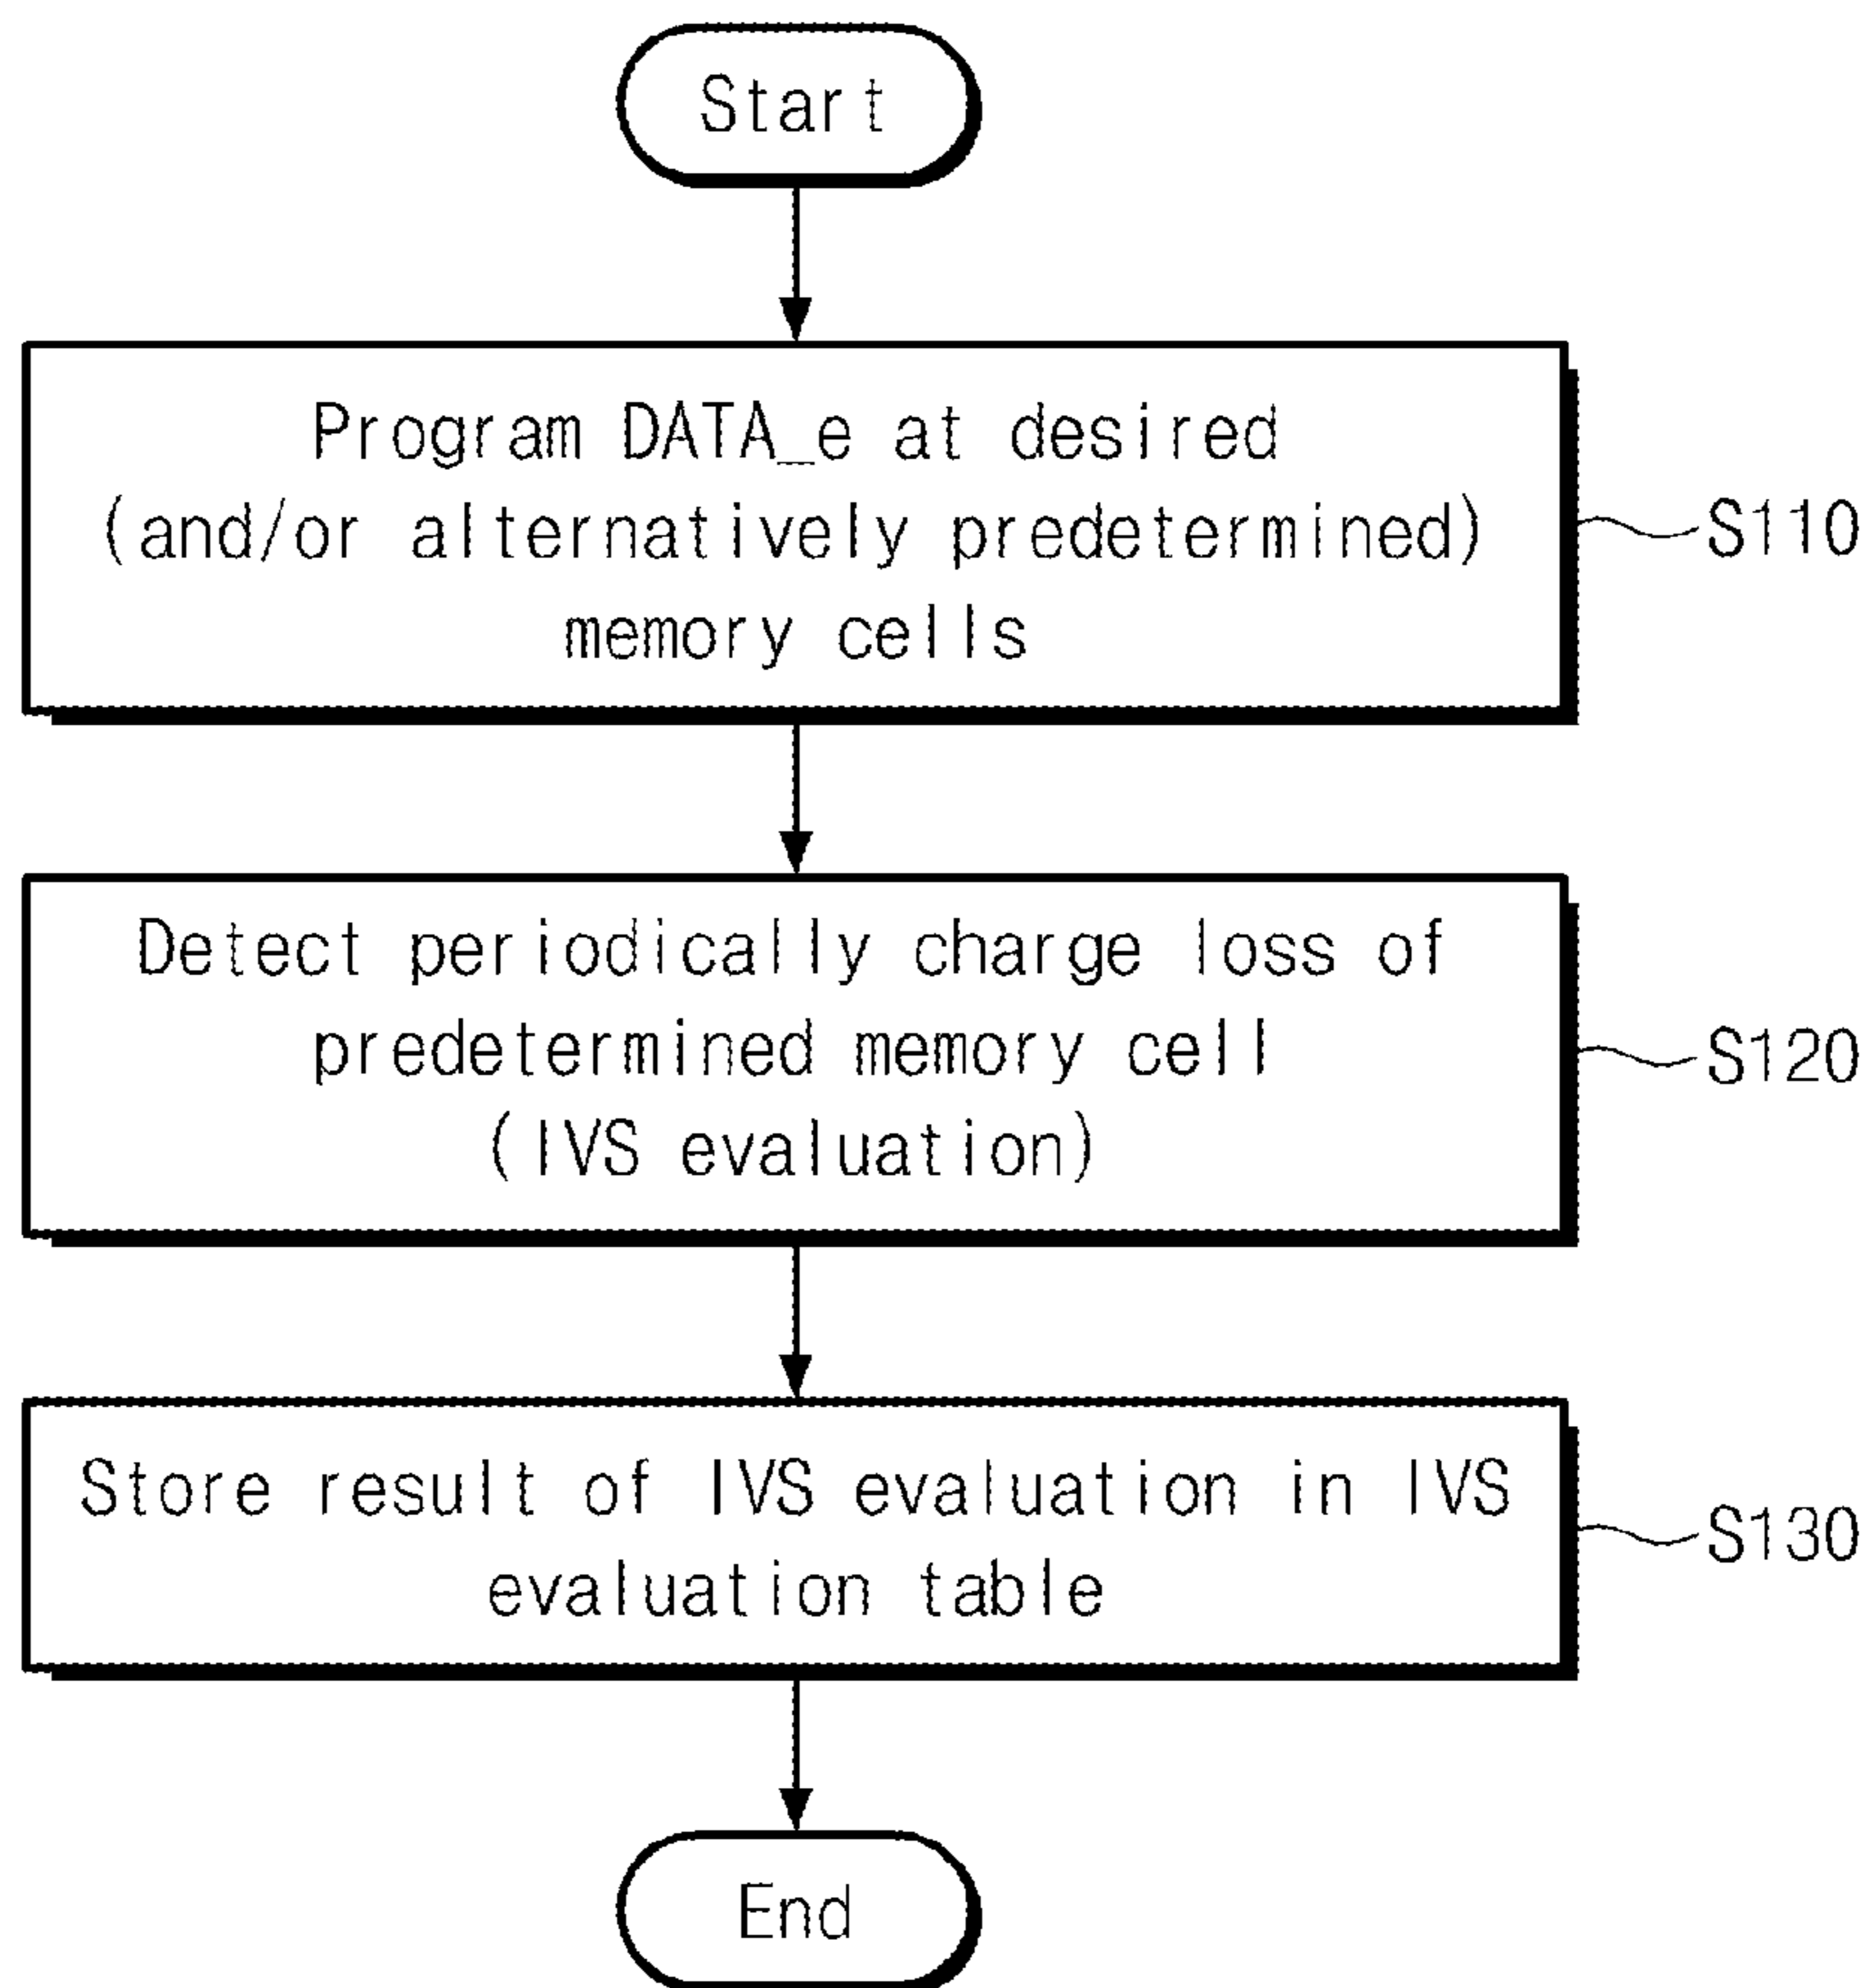 Start
Program DATA_e at desired
(and/or alternatively predetermined)
memory cells
S110
Detect periodically charge loss of
predetermined memory cell
(IVS evaluation)
S120
Store result of IVS evaluation in IVS
evaluation table
S130
End